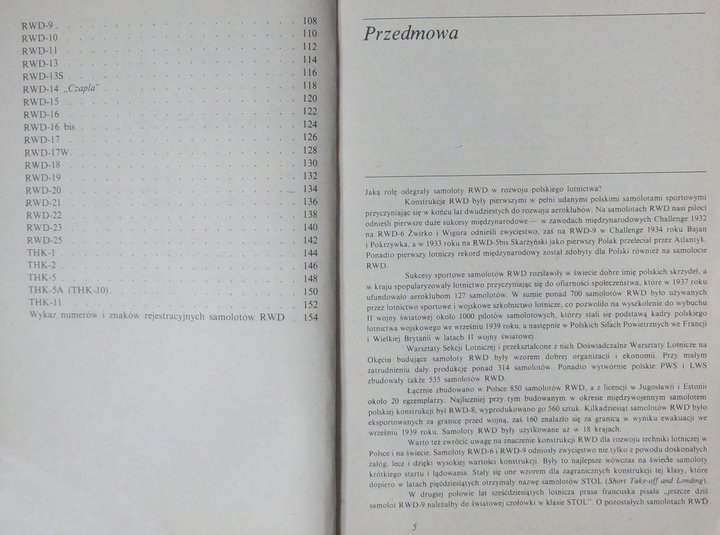 RWD-9 . . . . . . . . . . . . . . . 108
RWD-10 . . . . . . . . . . . . . . . 110
RWD-11 . . . . . . . . . . . . . . . 112
RWD-13 . . . . . . . . . . . . . . . 114
RWD-13S . . . . . . . . . . . . . . . 116
RWD-14 „Czapla" . . . . . . . . . . . . . 118
RWD-15 . . . . . . . . . . . . . . . 120
RWD-16 . . . . . . . . . . . . . . . 122
RWD-16 bis . . . . . . . . . . . . . . 124
RWD-17 . . . . . . . . . . . . . . . 126
RWD-17W . . . . . . . . . . . . . . . 128
RWD-18 . . . . . . . . . . . . . . . 130
RWD-19 . . . . . . . . . . . . . . . 132
RWD-20 . . . . . . . . . . . . . . . 134
RWD-21 . . . . . . . . . . . . . . . 136
RWD-22 . . . . . . . . . . . . . . . 138
RWD-23 . . . . . . . . . . . . . . . 140
RWD-25 . . . . . . . . . . . . . . . 142
THK-1 . . . . . . . . . . . . . . . 144
THK-2 . . . . . . . . . . . . . . . 146
THK-5 . . . . . . . . . . . . . . . 148
THK-5A (THK-10) . . . . . . . . . . . . . 150
THK-11 . . . . . . . . . . . . . . . 152
Wykaz numerów i znaków rejestracyjnych samolotów RWD . 154
Przedmowa
Jaką rolę odegrały samoloty RWD w rozwoju polskiego lotnictwa?
Konstrukcje RWD były pierwszymi w pełni udanymi polskimi samolotami sportowymi
przyczyniając się w końcu lat dwudziestych do rozwoju aeroklubów. Na samolotach RWD nasi piloci
odnieśli pierwsze duże sukcesy międzynarodowe — w zawodach międzynarodowych Challenge 1932
na RWD-6 Żwirko i Wigura odnieśli zwycięstwo, zaś na RWD-9 w Challenge 1934 roku Bajan
i Pokrzywka, a w 1933 roku na RWD-5bis Skarżyński jako pierwszy Polak przeleciał przez Atlantyk.
Ponadto pierwszy lotniczy rekord międzynarodowy został zdobyty dla Polski również na samolocie
RWD.
Sukcesy sportowe samolotów RWD rozsławiły w świecie dobre imię polskich skrzydeł, a
w kraju spopularyzowały lotnictwo przyczyniając się do ofiarności społeczeństwa, które w 1937 roku
ufundowało aeroklubom 127 samolotów. W sumie ponad 700 samolotów RWD było używanych
przez lotnictwo sportowe i wojskowe szkolnictwo lotnicze, co pozwoliło na wyszkolenie do wybuchu
II wojny światowej około 1000 pilotów samolotowych, którzy stali się podstawą kadry polskiego
lotnictwa wojskowego we wrześniu 1939 roku, a następnie w Polskich Siłach Powietrznych we Francji
i Wielkiej Brytanii w latach II wojny światowej.
Warsztaty Sekcji Lotniczej i przekształcone z nich Doświadczalne Warsztaty Lotnicze na
Okęciu budujące samoloty RWD były wzorem dobrej organizacji i ekonomii. Przy małym
zatrudnieniu dały produkcję ponad 314 samolotów. Ponadto wytwórnie polskie PWS i LWS
zbudowały także 535 samolotów RWD.
Łącznie zbudowano w Polsce 850 samolotów RWD, a z licencji w Jugosławii i Estonii
około 20 egzemplarzy. Najliczniej przy tym budowanym w okresie międzywojennym samolotem
polskiej konstrukcji był RWD-8, wyprodukowano go 560 sztuk. Kilkadziesiąt samolotów RWD było
eksportowanych za granicę przed wojną, zaś 160 znalazło się za granicą w wyniku ewakuacji we
wrześniu 1939 roku. Samoloty RWD były użytkowane aż w 18 krajach.
Warto też zwrócić uwagę na znaczenie konstrukcji RWD dla rozwoju techniki lotniczej w
Polsce i na świecie. Samoloty RWD-6 i RWD-9 odniosły zwycięstwo nie tylko z powodu doskonałych
załóg, lecz i dzięki wysokiej wartości konstrukcji. Były to najlepsze wówczas na świecie samoloty
krótkiego startu i lądowania. Stały się one wzorem dla zagranicznych konstrukcji tej klasy, które
dopiero w latach pięćdziesiątych otrzymały nazwę samolotów STOL (Short Take-off and Landing).
W drugiej połowie lat sześćdziesiątych lotnicza prasa francuska pisała „jeszcze dziś
samolot RWD-9 należałby do światowej czołówki w klasie STOL". O pozostałych samolotach RWD
5